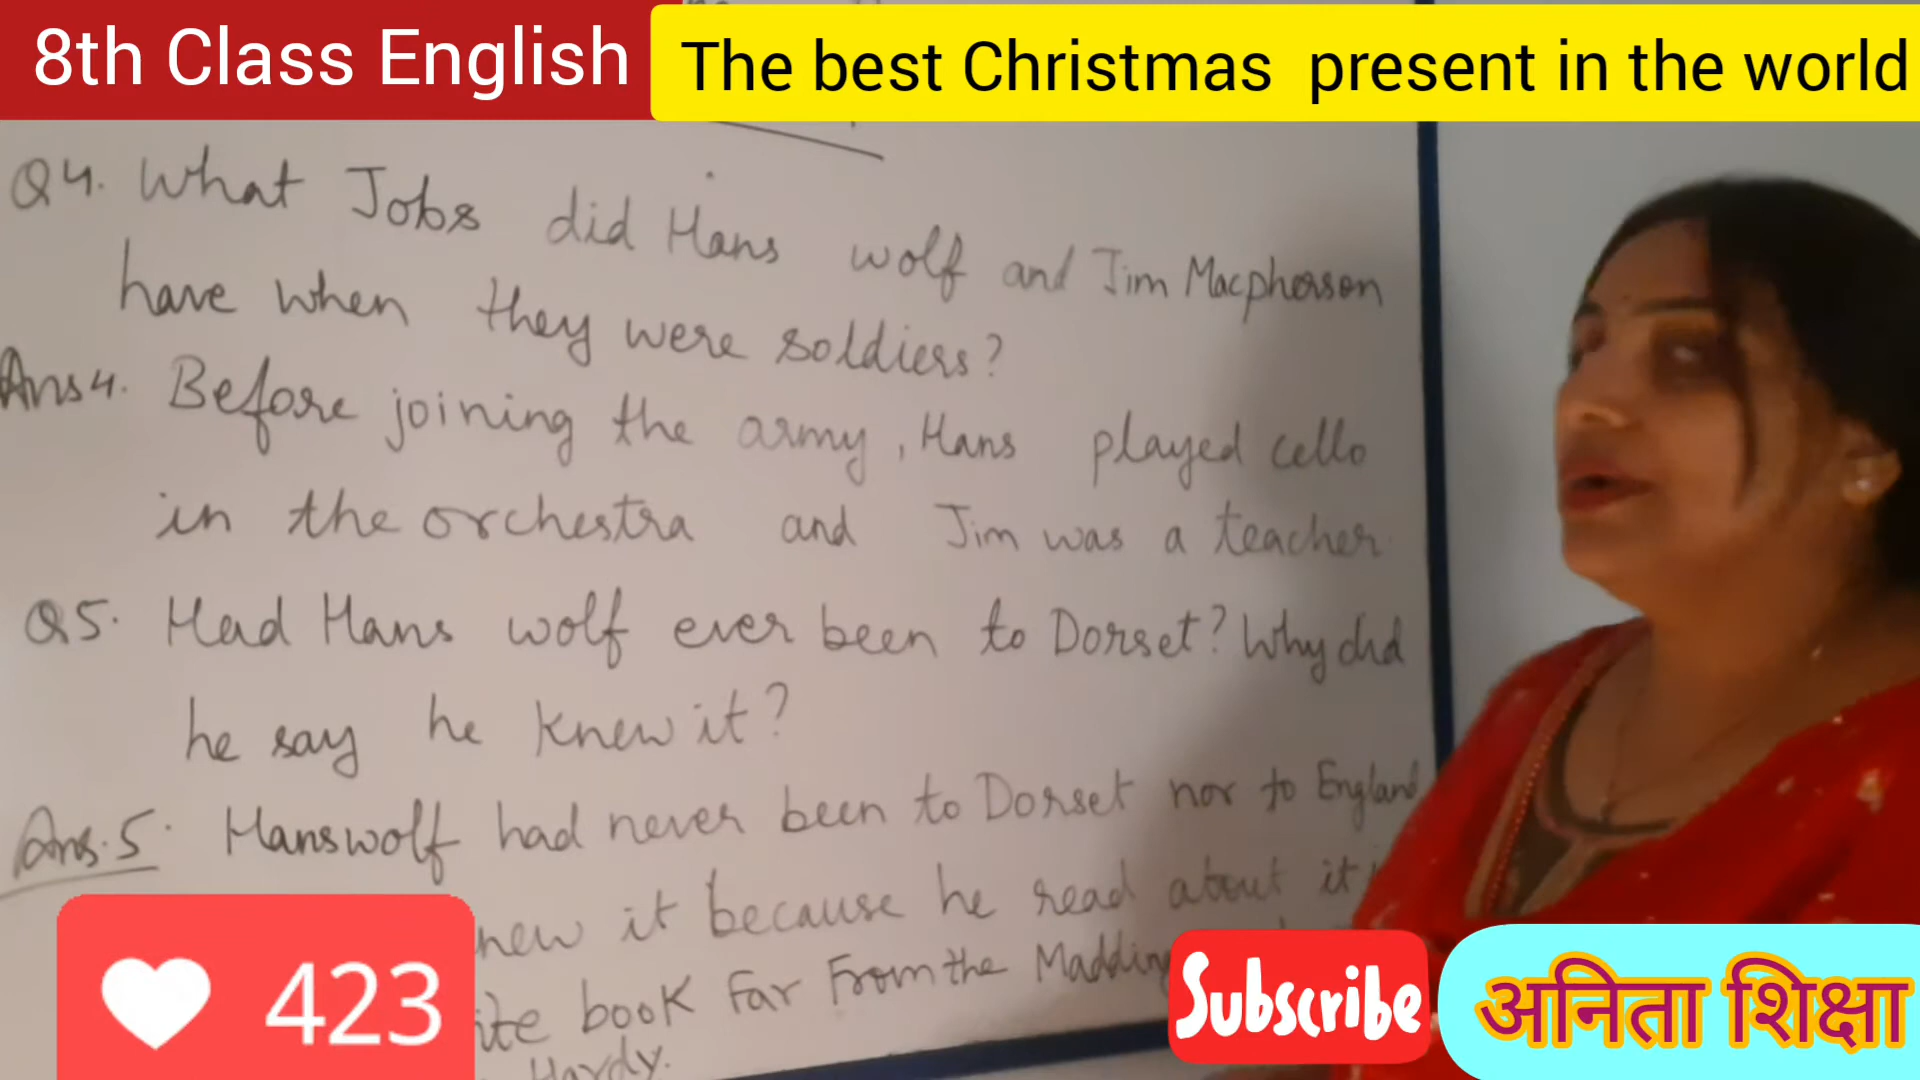 8th Class English
The best Christmas present in the world
Q4. What Jobs did Hans wolf and Jim Macpherson
have when they were soldiers?
Ans 4. Before joining the army, Hans played cello
in the orchestra and Jim was a teacher.
Q5. Had Hans wolf ever been to Dorset? Why did
he say he knew it?
Ans. 5. Hans wolf had never been to Dorset nor to England
new it because he read about it
ite book Far From the Madding
Hardy.
423
Subscribe
अनिता शिक्षा